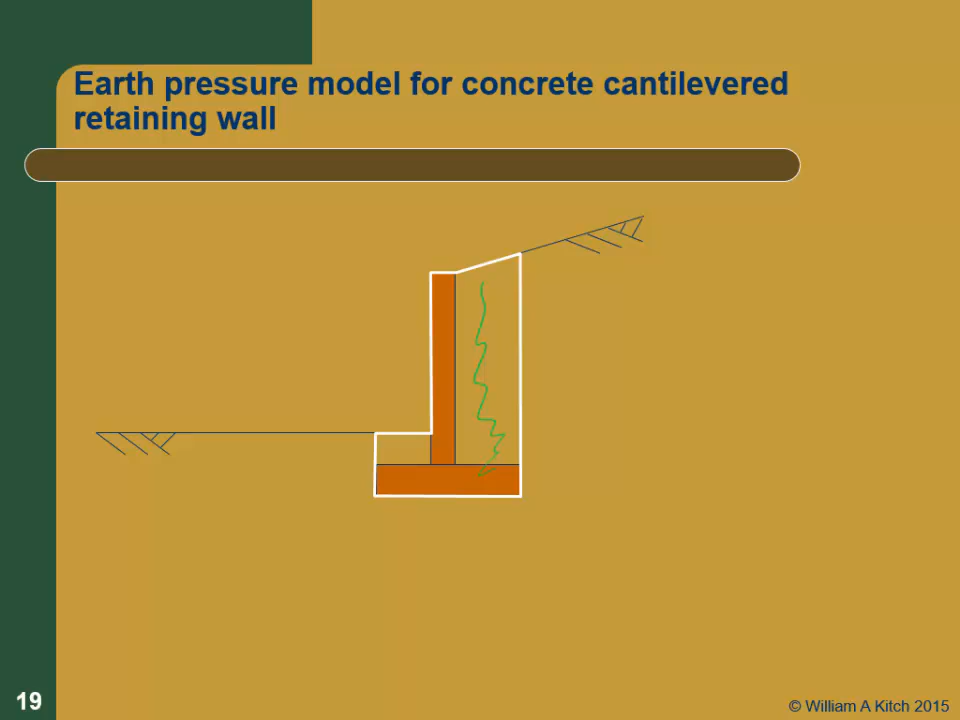 Earth pressure model for concrete cantilevered
retaining wall
19
© William A Kitch 2015